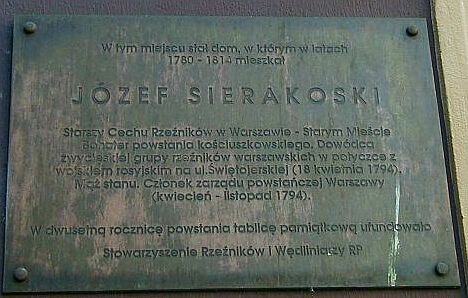 W tym miejscu stał dom, w którym w latach
1780 - 1814 mieszkał
JÓZEF SIERAKOSKI
Starszy Cechu Rzeźników w Warszawie - Starym Mieście
Bohater powstania kościuszkowskiego. Dowódca
zwycięskiej grupy rzeźników warszawskich w potyczce z
wojskiem rosyjskim na ul.Świętojerskiej (18 kwietnia 1794).
Mąż stanu. Członek zarządu powstańczej Warszawy
(kwiecień - listopad 1794).
W dwusetną rocznicę powstania tablicę pamiątkową ufundowało
Stowarzyszenie Rzeźników i Wędliniarzy RP